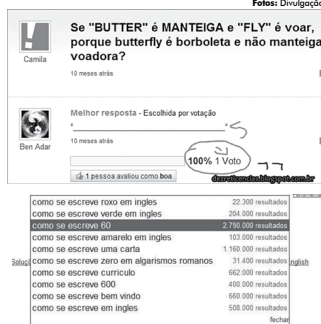 Fotos: Divulgação
Se "BUTTER" é MANTEIGA e "FLY" é voar,
porque butterfly é borboleta e não manteiga
voadora?
Camila
10 meses atrás
Melhor resposta - Escolhida por votação
*_____*
Ben Adar
10 meses atrás
100% 1 Voto
1 pessoa avaliou como boa
desreticencias.blogspot.com.br
como se escreve roxo em ingles 22.300 resultados
como se escreve verde em ingles 204.000 resultados
como se escreve 60 2.790.000 resultados
como se escreve amarelo em ingles 103.000 resultados
como se escreve uma carta 1.160.000 resultados
como se escreve zero em algarismos romanos 31.400 resultados
como se escreve curriculo 662.000 resultados
como se escreve 600 400.000 resultados
como se escreve bem vindo 660.000 resultados
como se escreve em ingles 508.000 resultados
fechar